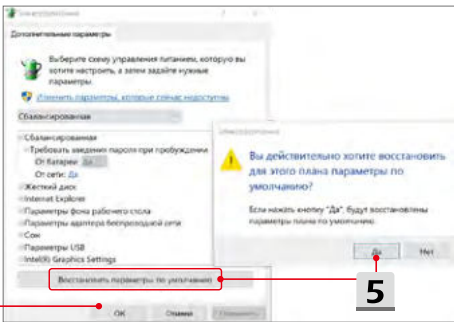 Электропитание
Дополнительные параметры
Выберите схему управления питанием, которую вы
хотите настроить, а затем задайте нужные
параметры.
Изменить параметры, которые сейчас недоступны
Сбалансированная
Сбалансированная
Требовать введения пароля при пробуждении
От батареи: Да
От сети: Да
Жесткий диск
Internet Explorer
Параметры фона рабочего стола
Параметры адаптера беспроводной сети
Сон
Параметры USB
Intel(R) Graphics Settings
Восстановить параметры по умолчанию
OK Отмена Применить
Электропитание
Вы действительно хотите восстановить
для этого плана параметры по
умолчанию?
Если нажать кнопку "Да", будут восстановлены
параметры плана по умолчанию.
Да Нет
5